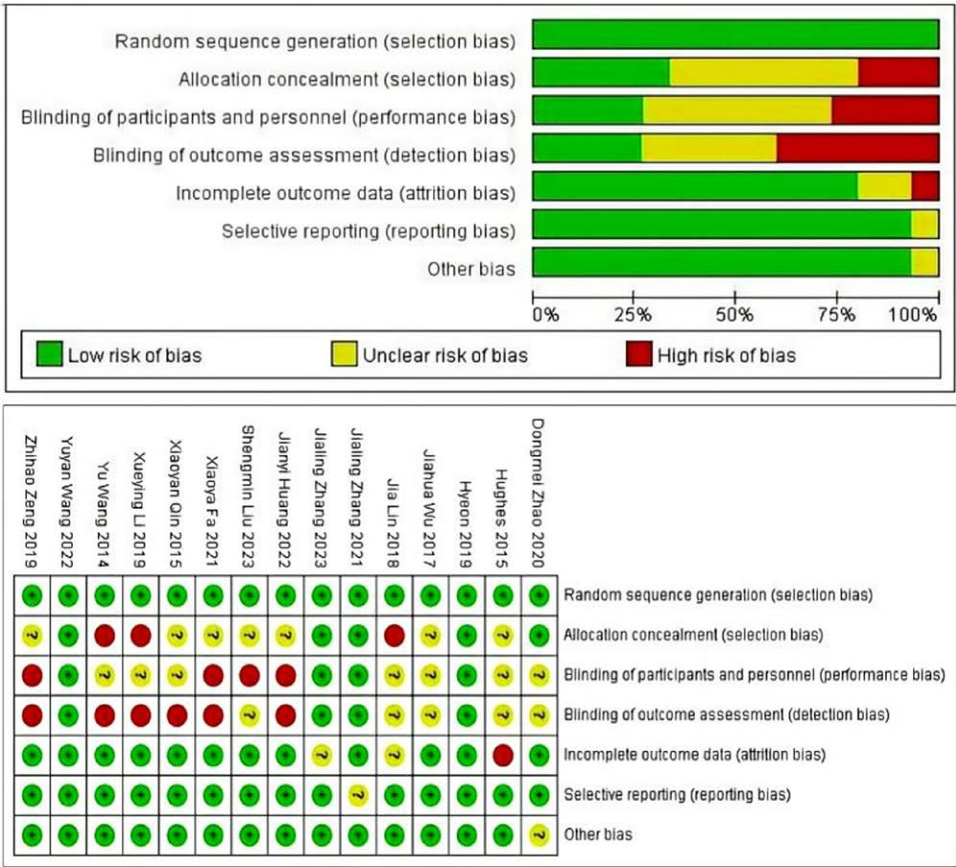 Random sequence generation (selection bias)
Allocation concealment (selection bias)
Blinding of participants and personnel (performance bias)
Blinding of outcome assessment (detection bias)
Incomplete outcome data (attrition bias)
Selective reporting (reporting bias)
Other bias
0% 25% 50% 75% 100%
Low risk of bias Unclear risk of bias High risk of bias
Zhihao Zeng 2019
Yuyan Wang 2022
Yu Wang 2014
Xueying Li 2019
Xiaoyan Qin 2015
Xiaoya Fa 2021
Shengmin Liu 2023
Jianyi Huang 2022
Jialing Zhang 2023
Jialing Zhang 2021
Jia Lin 2018
Jiahua Wu 2017
Hyeon 2019
Hughes 2015
Dongmei Zhao 2020
Random sequence generation (selection bias)
? ? ? ? ? ? ? ? Allocation concealment (selection bias)
? ? ? ? ? ? ? Blinding of participants and personnel (performance bias)
? ? ? ? ? Blinding of outcome assessment (detection bias)
? ? Incomplete outcome data (attrition bias)
? Selective reporting (reporting bias)
? Other bias